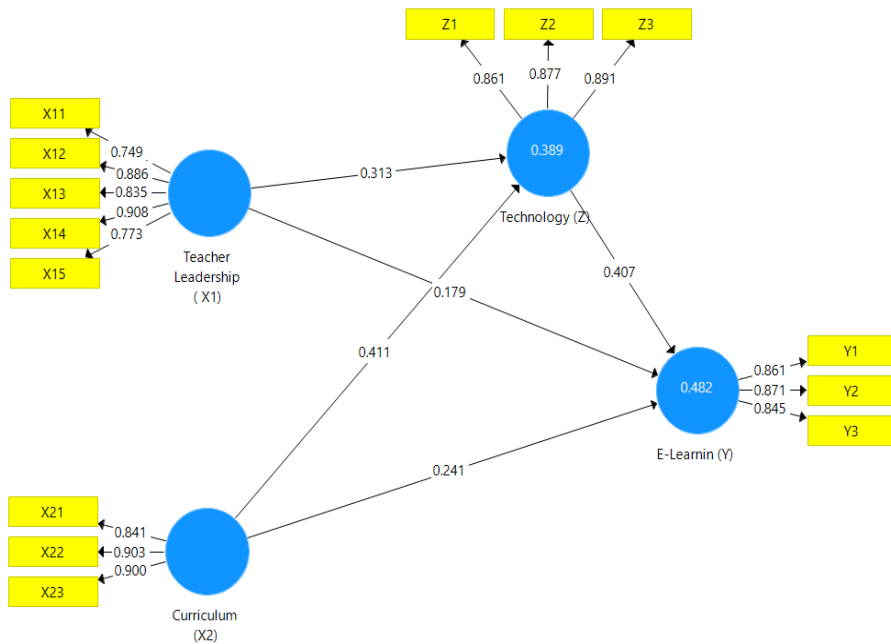 Z1
Z2
Z3
0.861
0.877
0.891
0.389
Technology (Z)
X11
X12
X13
X14
X15
0.749
0.886
0.835
0.908
0.773
Teacher
Leadership
( X1)
0.313
0.179
0.411
0.407
0.241
0.482
E-Learnin (Y)
0.861
0.871
0.845
Y1
Y2
Y3
X21
X22
X23
0.841
0.903
0.900
Curriculum
(X2)